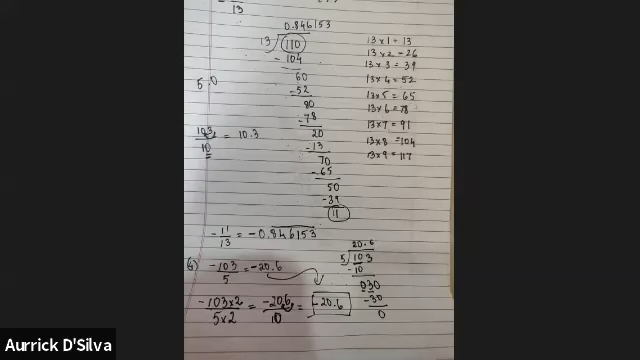 13
0.846153
13 110
13 x 1 = 13
- 104
13 x 2 = 26
60
13 x 3 = 39
- 52
13 x 4 = 52
5.0
80
13 x 5 = 65
- 78
13 x 6 = 78
103/10 = 10.3
20
13 x 7 = 91
- 13
13 x 8 = 104
70
13 x 9 = 117
- 65
50
- 39
11
-11/13 = -0.846153
20.6
5 103
-103/5 = -20.6
- 10
030
- 30
0
-103x2/5x2 = -206/10 = -20.6
Aurrick D'Silva